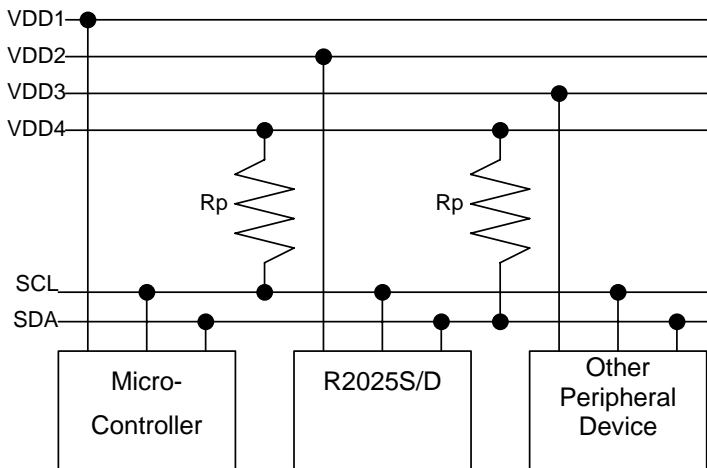 VDD1
VDD2
VDD3
VDD4
Rp
Rp
SCL
SDA
Micro-
Controller
R2025S/D
Other
Peripheral
Device